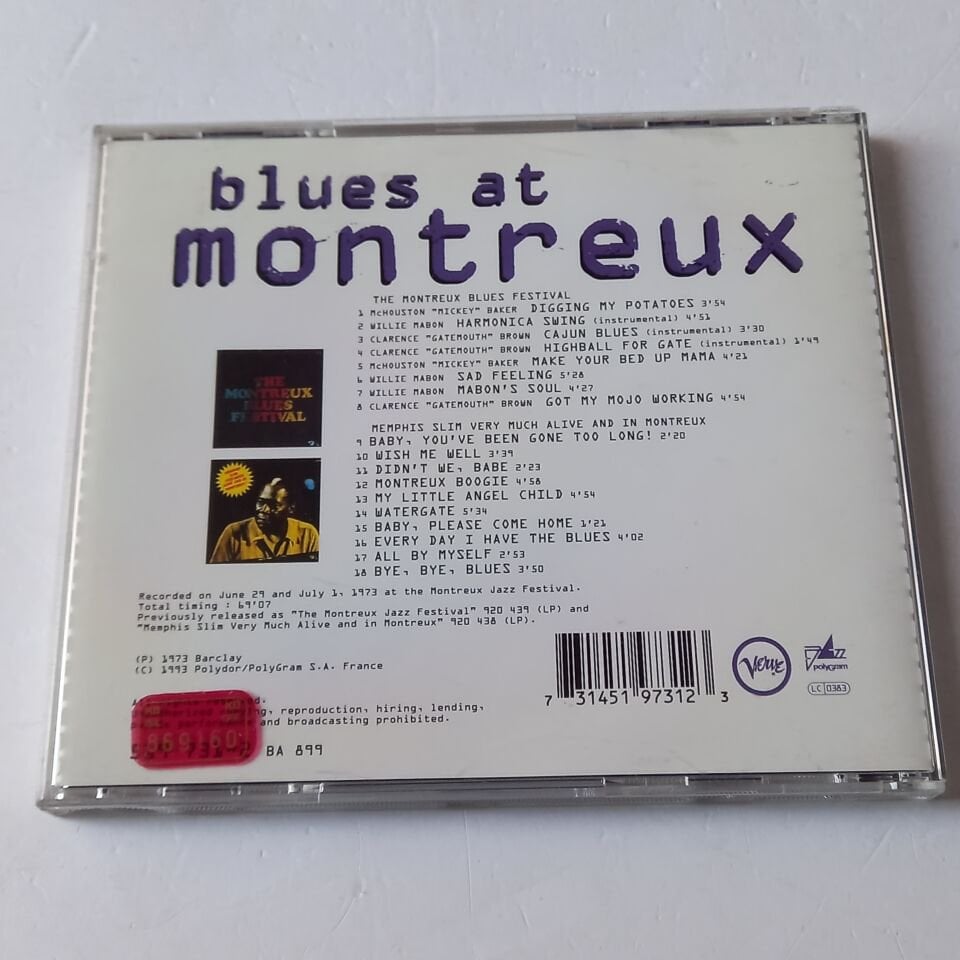 blues at
montreux
THE MONTREUX BLUES FESTIVAL
1 McHOUSTON "MICKEY" BAKER DIGGING MY POTATOES 3'54
2 WILLIE MABON HARMONICA SWING (instrumental) 4'51
3 CLARENCE "GATEMOUTH" BROWN CAJUN BLUES (instrumental) 3'30
4 CLARENCE "GATEMOUTH" BROWN HIGHBALL FOR GATE (instrumental) 1'49
5 McHOUSTON "MICKEY" BAKER MAKE YOUR BED UP MAMA 4'21
6 WILLIE MABON SAD FEELING 5'28
7 WILLIE MABON MABON'S SOUL 4'27
8 CLARENCE "GATEMOUTH" BROWN GOT MY MOJO WORKING 4'54
THE
MONTREUX
BLUES
FESTIVAL
MEMPHIS SLIM VERY MUCH ALIVE AND IN MONTREUX
9 BABY, YOU'VE BEEN GONE TOO LONG! 2'20
10 WISH ME WELL 3'39
11 DIDN'T WE, BABE 2'23
12 MONTREUX BOOGIE 4'58
13 MY LITTLE ANGEL CHILD 4'54
14 WATERGATE 5'34
15 BABY, PLEASE COME HOME 1'21
16 EVERY DAY I HAVE THE BLUES 4'02
17 ALL BY MYSELF 2'53
18 BYE, BYE, BLUES 3'50
Recorded on June 29 and July 1, 1973 at the Montreux Jazz Festival.
Total timing : 69'07
Previously released as "The Montreux Jazz Festival" 920 439 (LP) and
"Memphis Slim Very Much Alive and in Montreux" 920 438 (LP).
(P) 1973 Barclay
(C) 1993 Polydor/PolyGram S.A. France
reproduction, hiring, lending,
and broadcasting prohibited.
869 60
BA 899
7 31451 97312 3
Verve
JAZZ
polygram
LC 0383